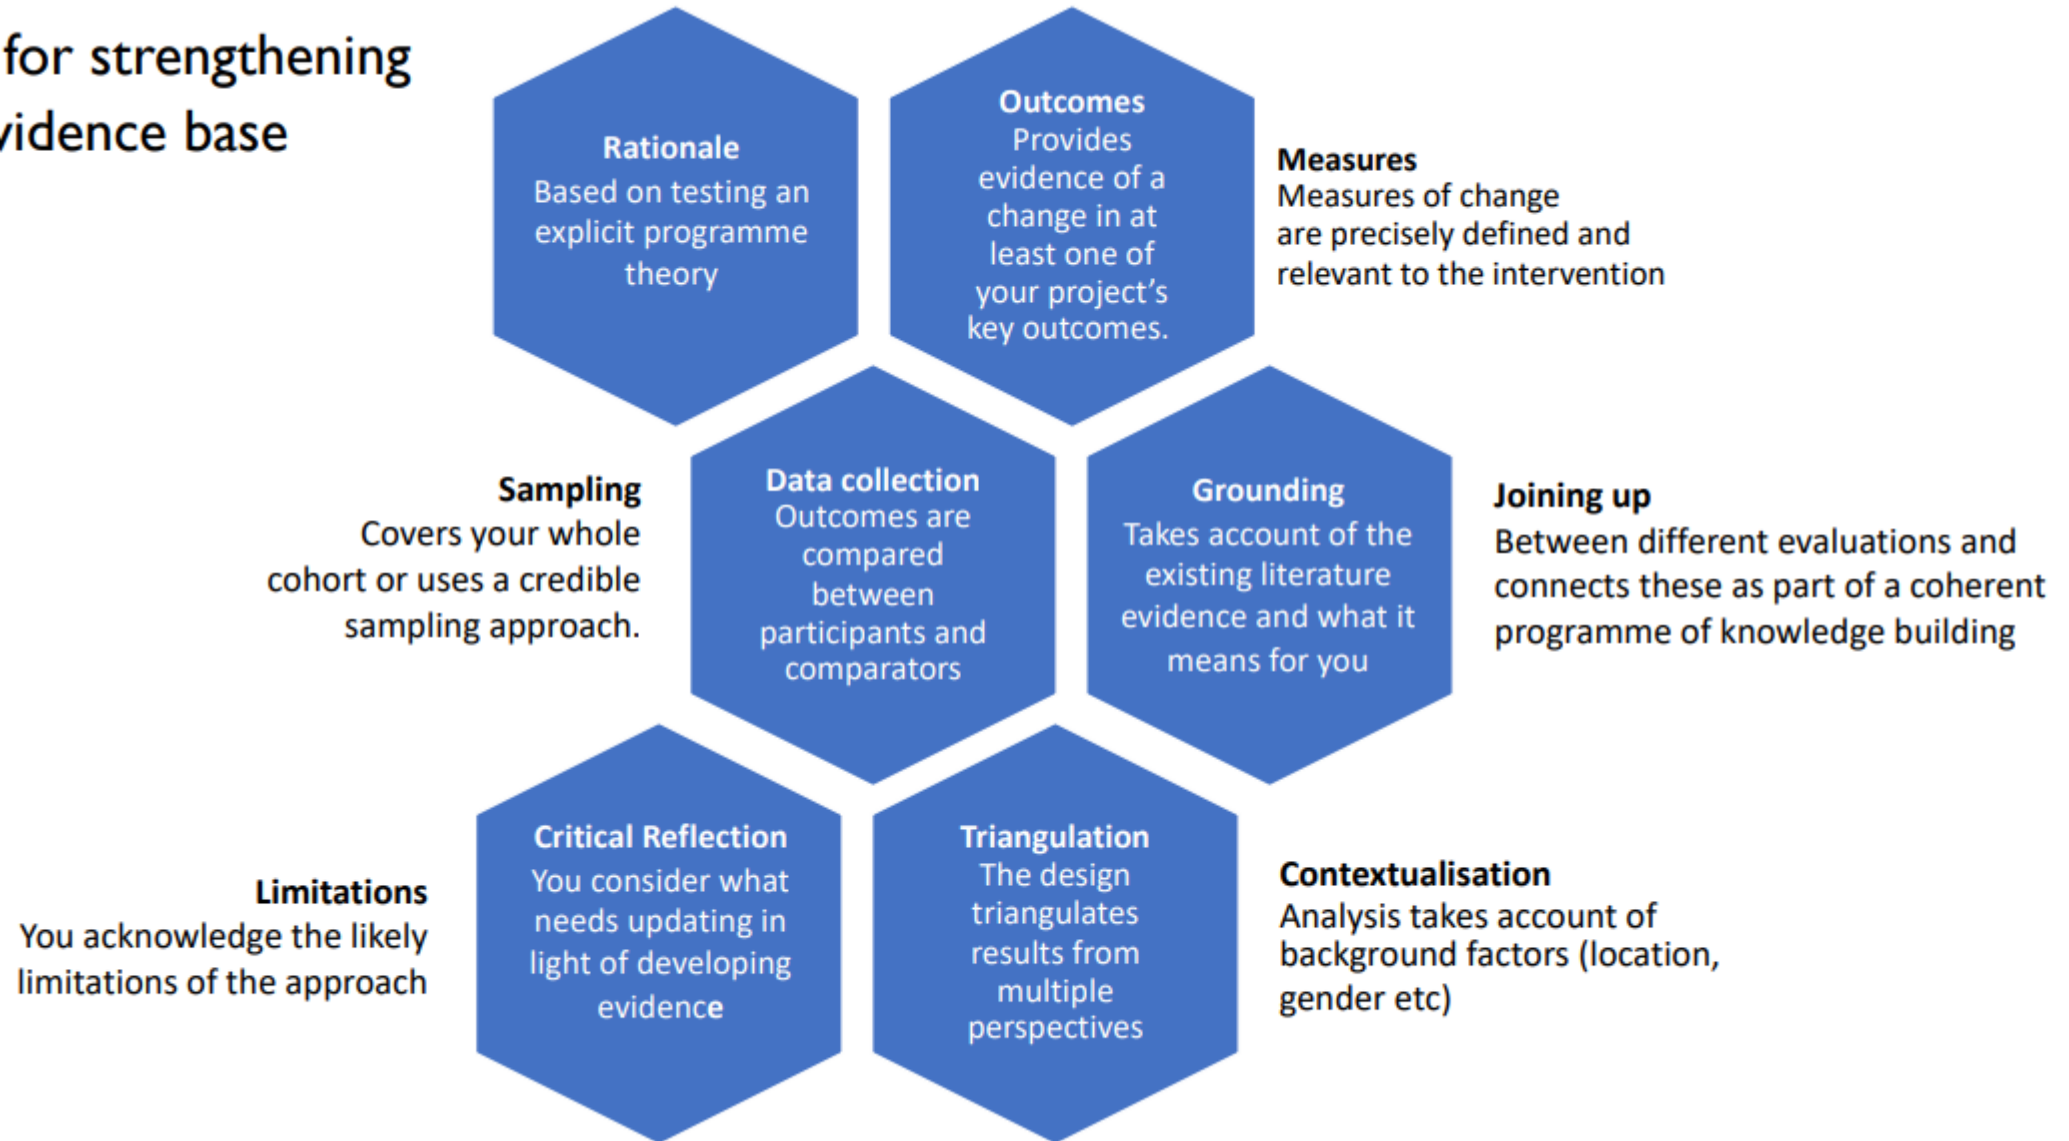 for strengthening
vidence base
Rationale
Based on testing an
explicit programme
theory
Outcomes
Provides
evidence of a
change in at
least one of
your project’s
key outcomes.
Measures
Measures of change
are precisely defined and
relevant to the intervention
Sampling
Covers your whole
cohort or uses a credible
sampling approach.
Data collection
Outcomes are
compared
between
participants and
comparators
Grounding
Takes account of the
existing literature
evidence and what it
means for you
Joining up
Between different evaluations and
connects these as part of a coherent
programme of knowledge building
Limitations
You acknowledge the likely
limitations of the approach
Critical Reflection
You consider what
needs updating in
light of developing
evidence
Triangulation
The design
triangulates
results from
multiple
perspectives
Contextualisation
Analysis takes account of
background factors (location,
gender etc)